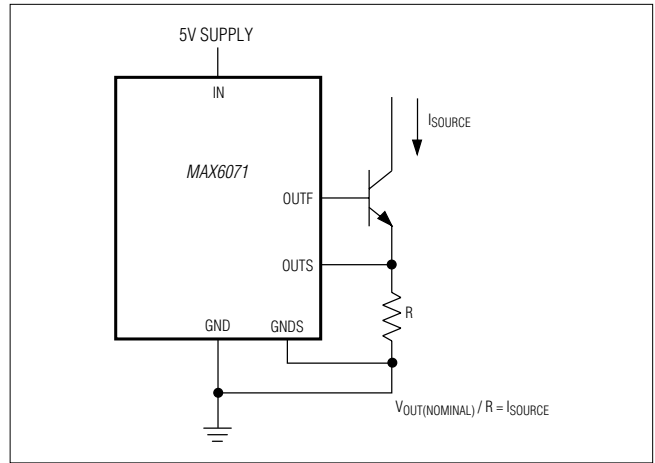 5V SUPPLY
IN
ISOURCE
MAX6071
OUTF
OUTS
R
GND
GNDS
VOUT(NOMINAL) / R = ISOURCE